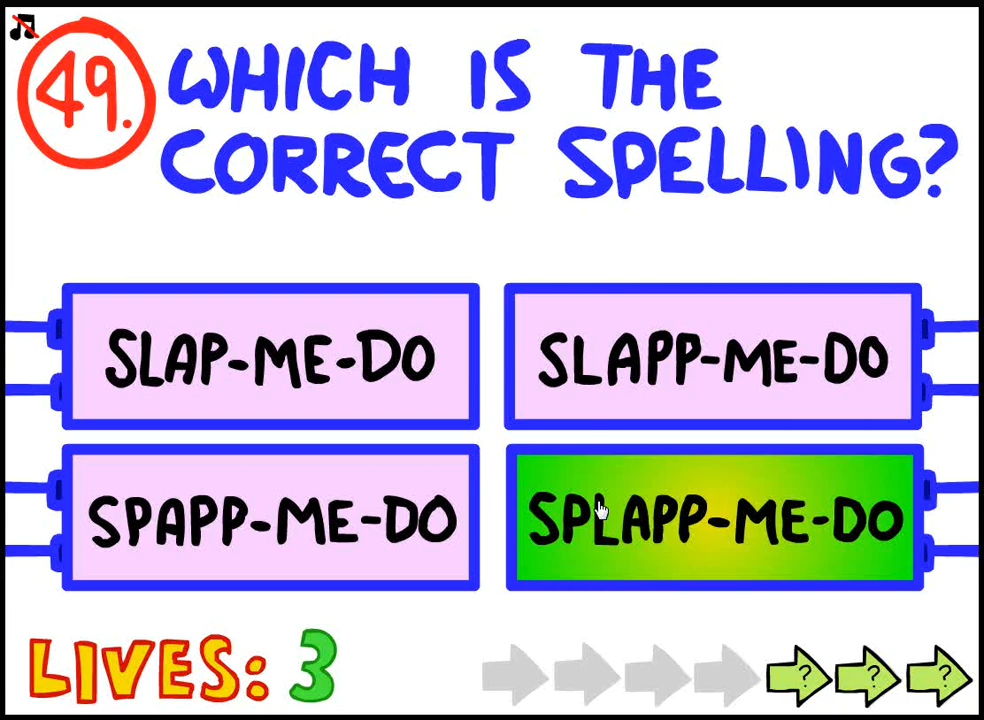 49. WHICH IS THE
CORRECT SPELLING?
SLAP-ME-DO
SLAPP-ME-DO
SPAPP-ME-DO
SPLAPP-ME-DO
LIVES: 3
? ? ?